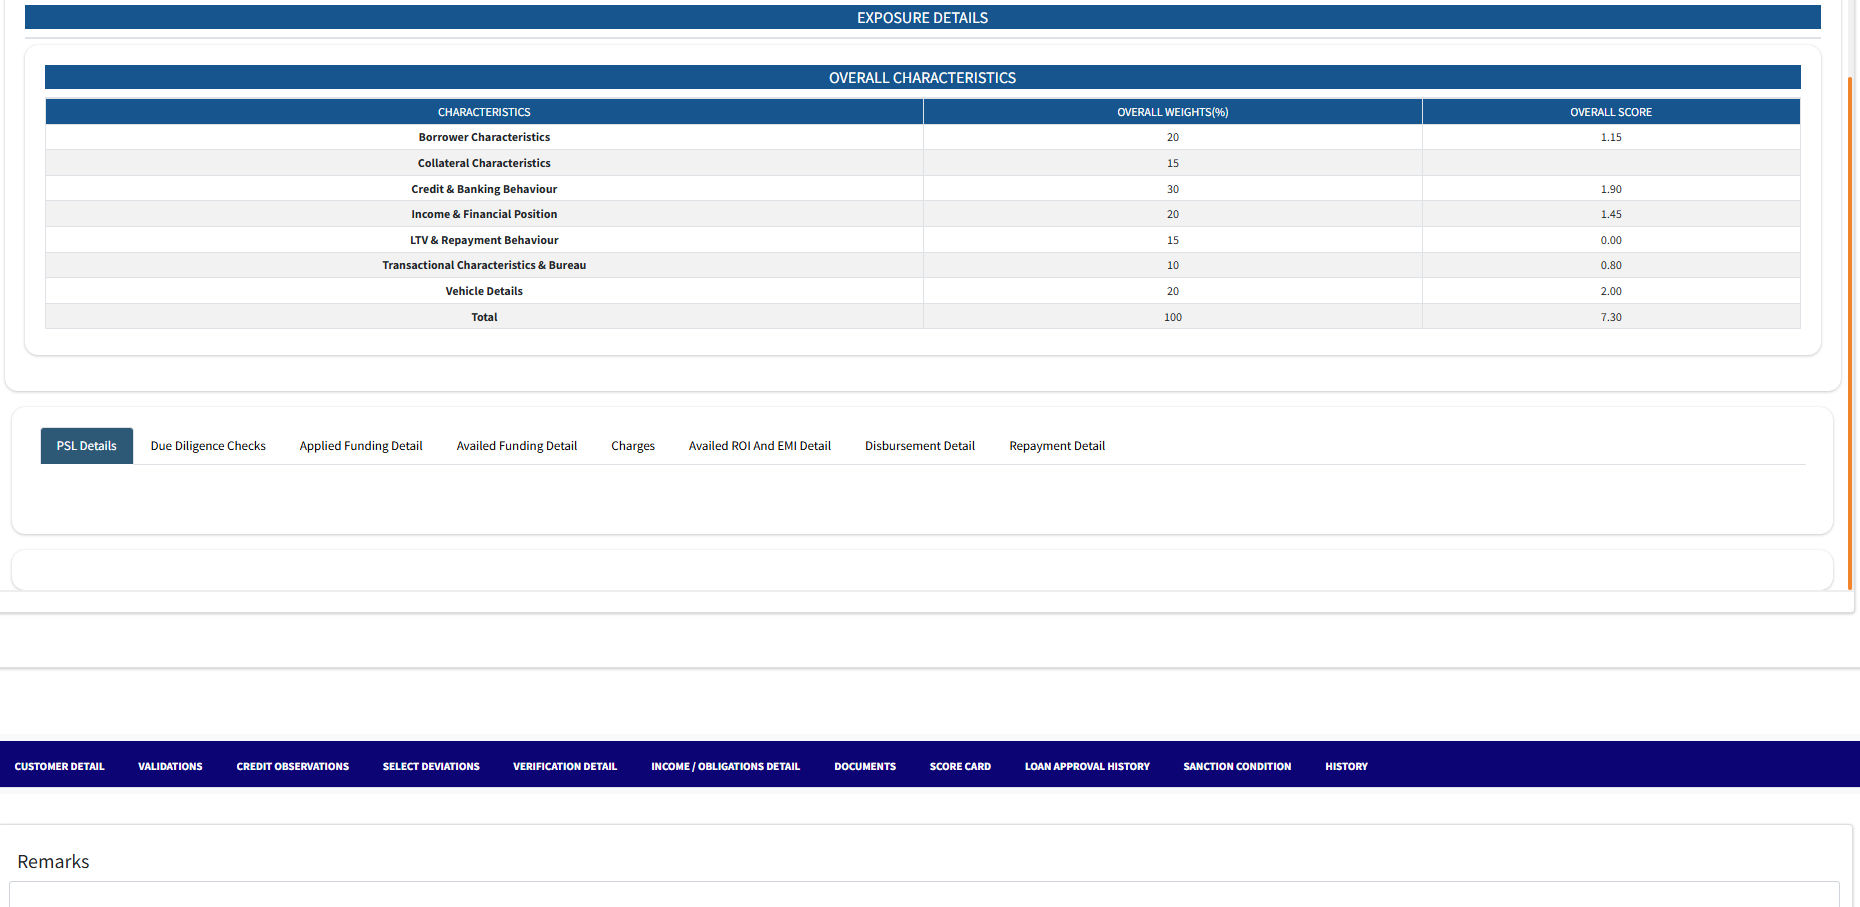 EXPOSURE DETAILS
OVERALL CHARACTERISTICS
CHARACTERISTICS OVERALL WEIGHTS(%) OVERALL SCORE
Borrower Characteristics 20 1.15
Collateral Characteristics 15
Credit & Banking Behaviour 30 1.90
Income & Financial Position 20 1.45
LTV & Repayment Behaviour 15 0.00
Transactional Characteristics & Bureau 10 0.80
Vehicle Details 20 2.00
Total 100 7.30
PSL Details Due Diligence Checks Applied Funding Detail Availed Funding Detail Charges Availed ROI And EMI Detail Disbursement Detail Repayment Detail
CUSTOMER DETAIL VALIDATIONS CREDIT OBSERVATIONS SELECT DEVIATIONS VERIFICATION DETAIL INCOME / OBLIGATIONS DETAIL DOCUMENTS SCORE CARD LOAN APPROVAL HISTORY SANCTION CONDITION HISTORY
Remarks